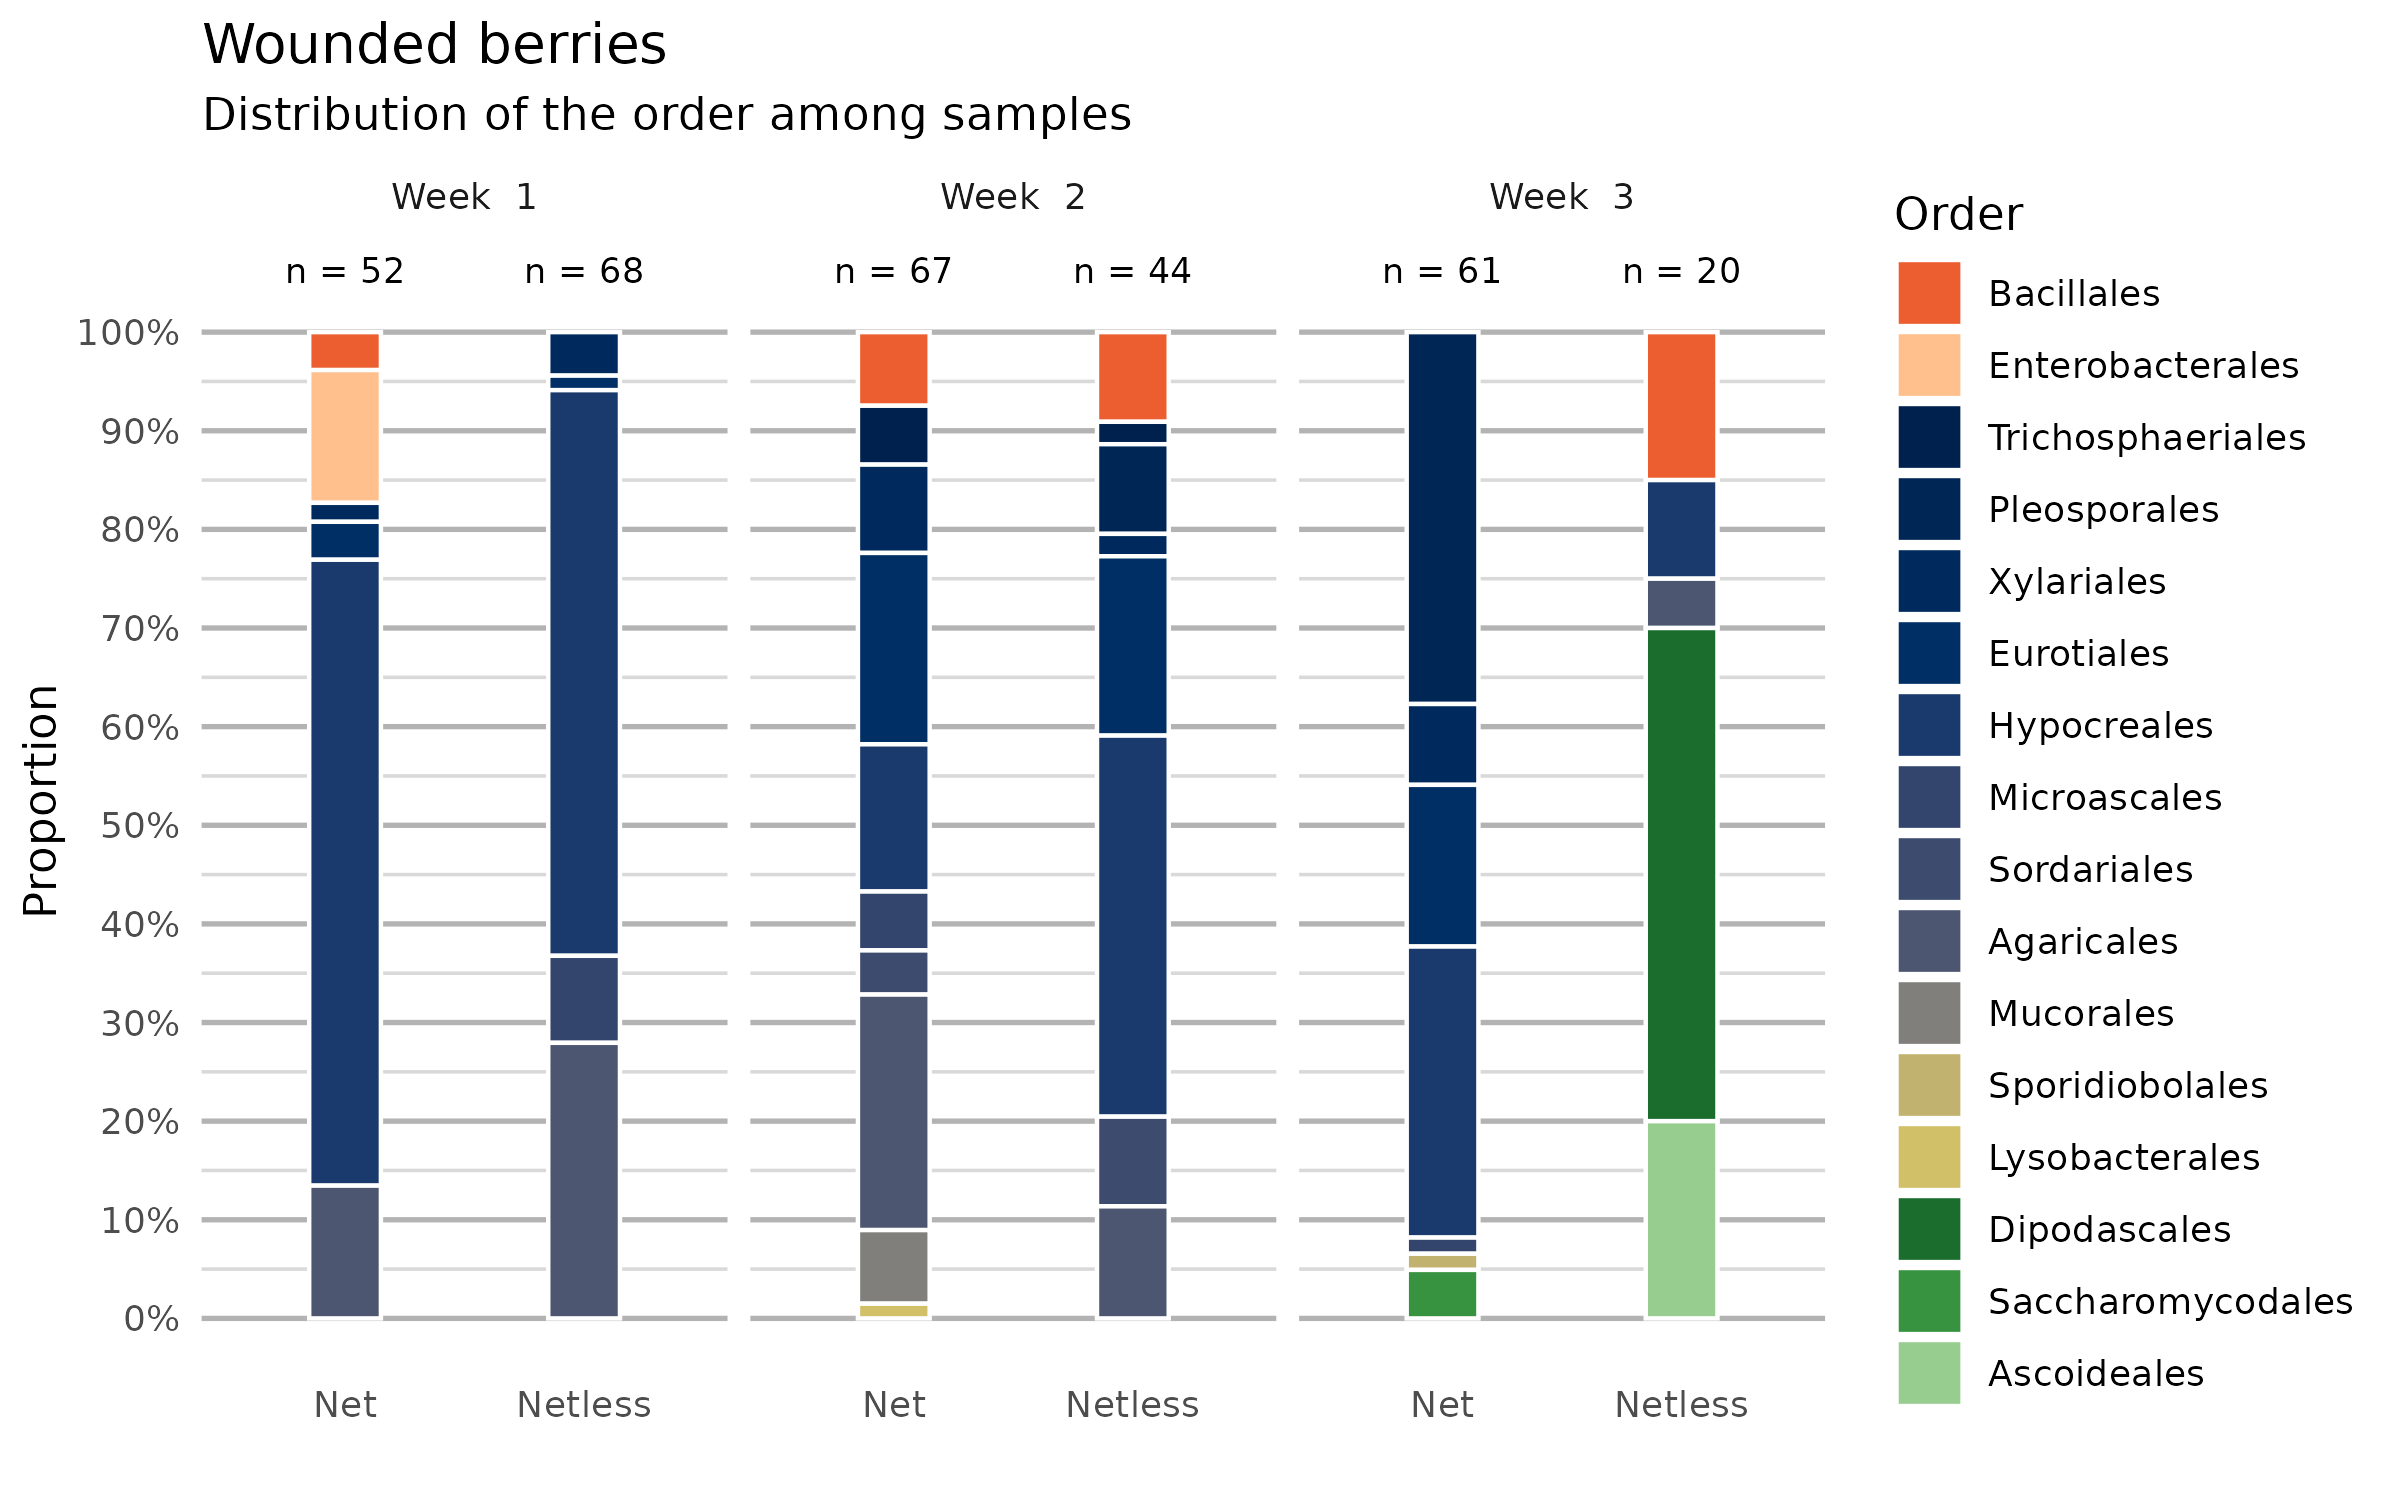 Wounded berries
Distribution of the order among samples
Week 1
Week 2
Week 3
n = 52
n = 68
n = 67
n = 44
n = 61
n = 20
100%
90%
80%
70%
60%
50%
40%
30%
20%
10%
0%
Proportion
Net
Netless
Net
Netless
Net
Netless
Order
Bacillales
Enterobacterales
Trichosphaeriales
Pleosporales
Xylariales
Eurotiales
Hypocreales
Microascales
Sordariales
Agaricales
Mucorales
Sporidiobolales
Lysobacterales
Dipodascales
Saccharomycodales
Ascoideales